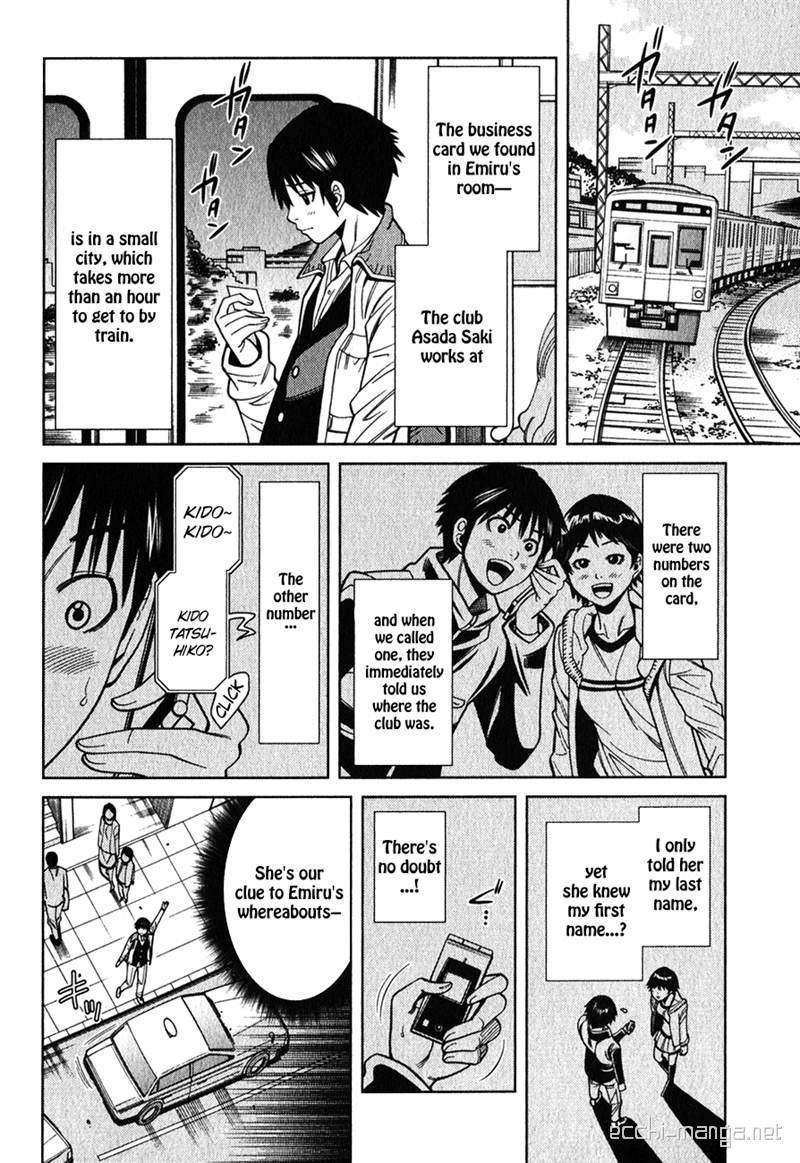 ガタタン
ガタン
The business
card we found
in Emiru's
room—
The club
Asada Saki
works at
ガタン
ガタン
is in a small
city, which
takes more
than an hour
to get to by
train.
There
were two
numbers
on the
card,
and when
we called
one, they
immediately
told us
where the
club was.
The
other
number
...
KIDO~
KIDO~
KIDO
TATSU-
HIKO?
CLICK
I only
told her
my last
name,
yet
she knew
my first
name...?
There's
no doubt
...!
She's our
clue to Emiru's
whereabouts—
キキッ
ecchi-manga.net